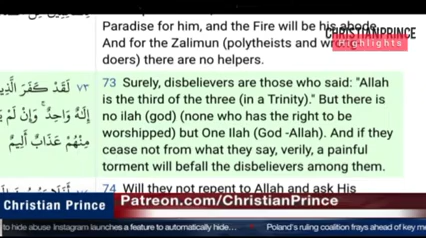 Paradise for him, and the Fire will be his abode.
And for the Zalimun (polytheists and wrong
doers) there are no helpers.
CHRISTIANPRINCE
Highlights
73 Surely, disbelievers are those who said: "Allah
is the third of the three (in a Trinity)." But there is
no ilah (god) (none who has the right to be
worshipped) but One Ilah (God -Allah). And if they
cease not from what they say, verily, a painful
torment will befall the disbelievers among them.
٧٣ لَقَدْ كَفَرَ الَّذِي
إِلَٰهٌ وَاحِدٌ ۚ وَإِنْ لَمْ
مِنْهُمْ عَذَابٌ أَلِيمٌ
74 Will they not repent to Allah and ask His
Christian Prince
Patreon.com/ChristianPrince
to hide abuse Instagram launches a feature to automatically hide...
Poland's ruling coalition frays ahead of key